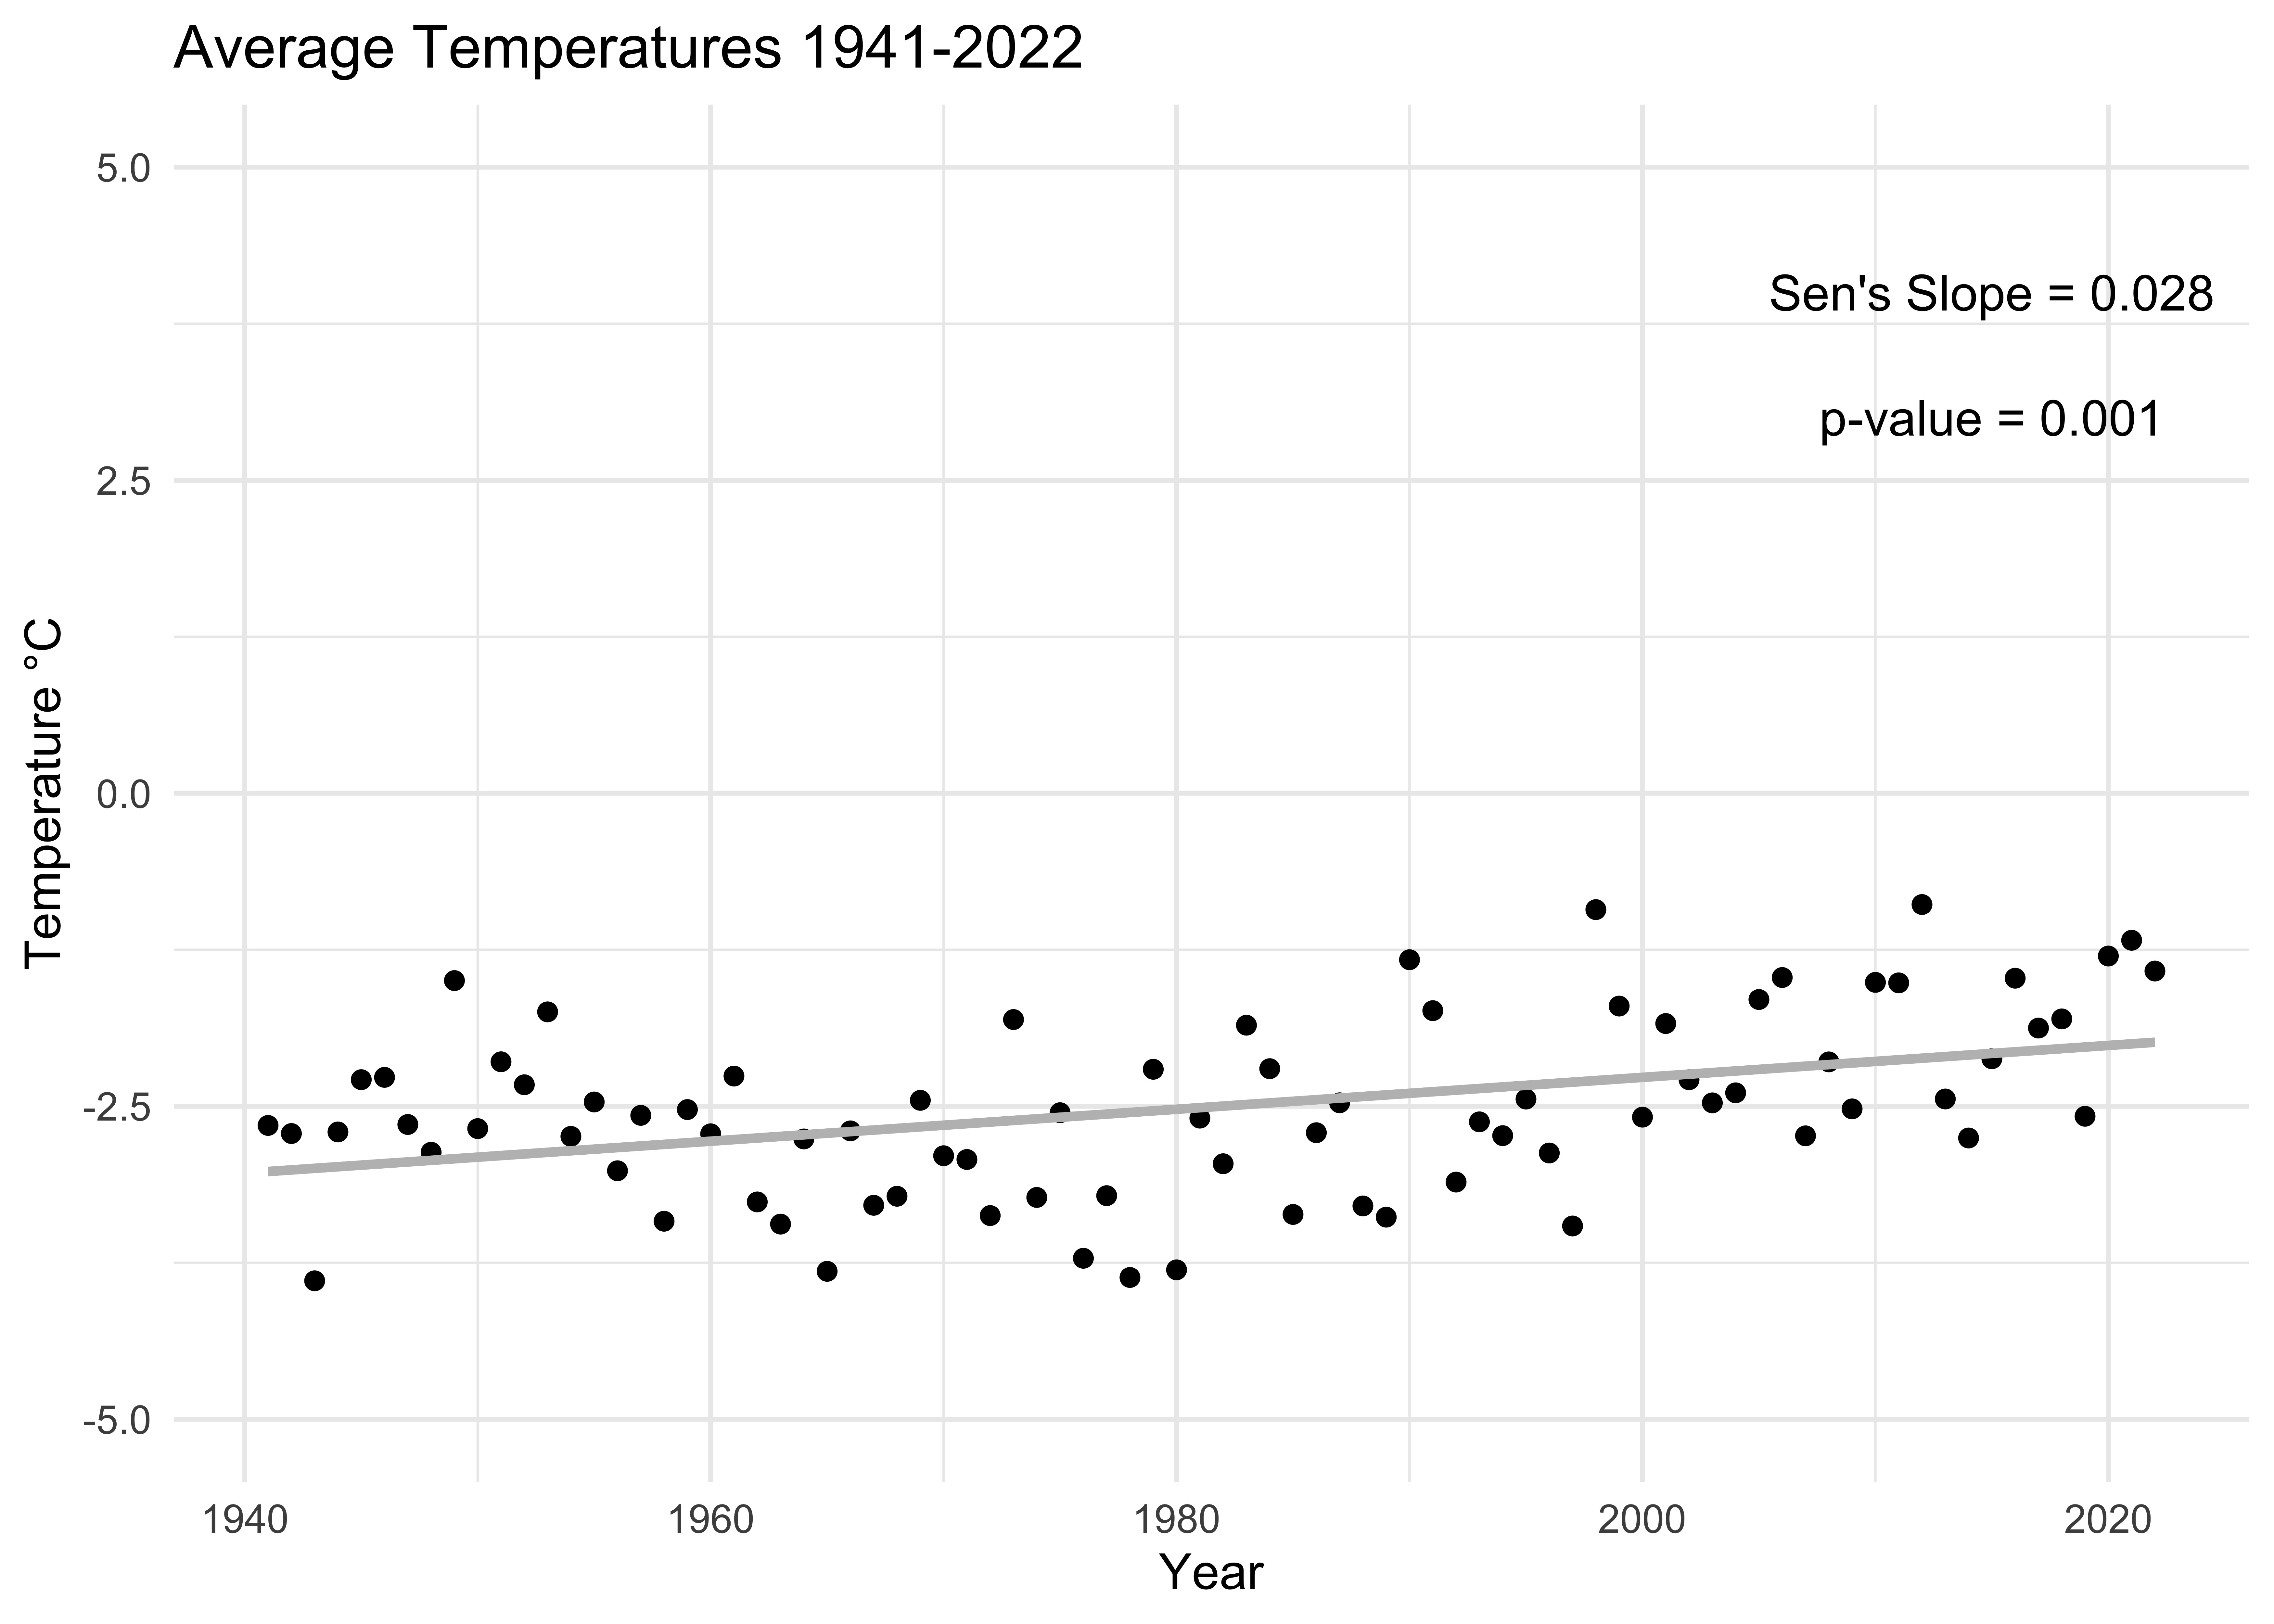 Average Temperatures 1941-2022
5.0
2.5
0.0
-2.5
-5.0
Temperature °C
Sen's Slope = 0.028
p-value = 0.001
1940 1960 1980 2000 2020
Year